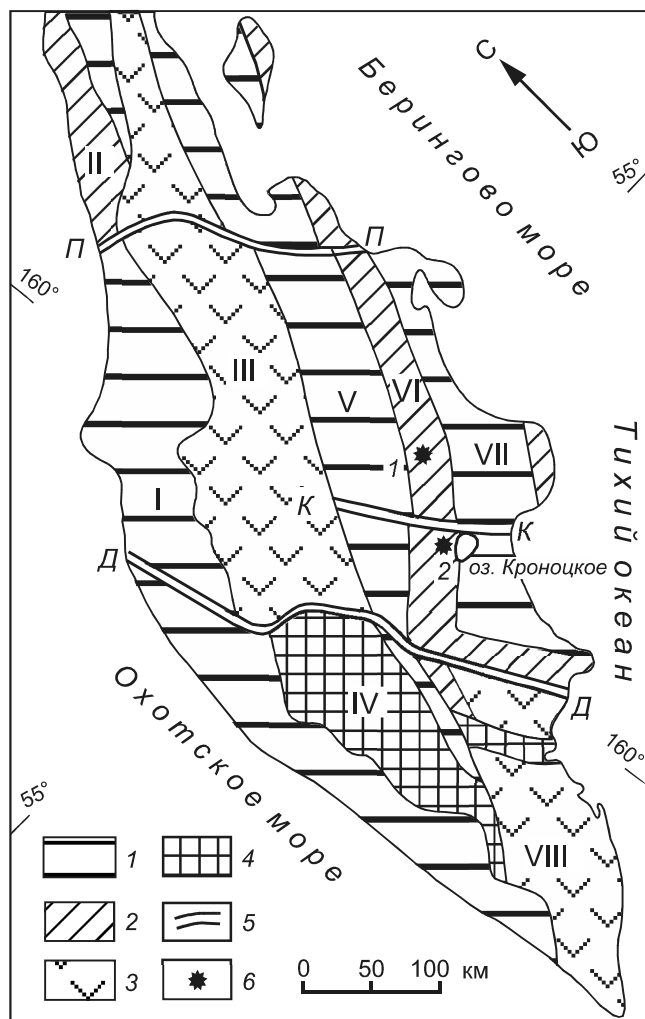 С
Ю
Берингово море
55°
II
П
П
160°
III
V
VI
VII
1
I
К
К
Д
2
оз. Кроноцкое
Тихий океан
IV
Д
Охотское море
160°
55°
VIII
1
4
2
5
3
6
0 50 100 км